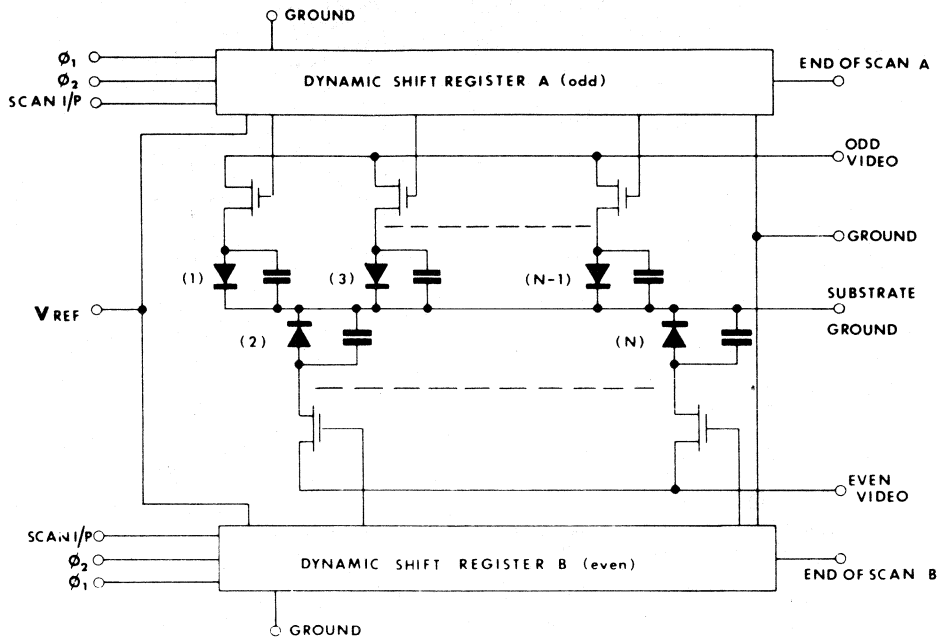 GROUND
Ø1
Ø2
SCAN I/P
DYNAMIC SHIFT REGISTER A (odd)
END OF SCAN A
ODD
VIDEO
GROUND
(1)
(3)
(N-1)
SUBSTRATE
GROUND
VREF
(2)
(N)
EVEN
VIDEO
SCAN I/P
Ø2
Ø1
DYNAMIC SHIFT REGISTER B (even)
END OF SCAN B
GROUND